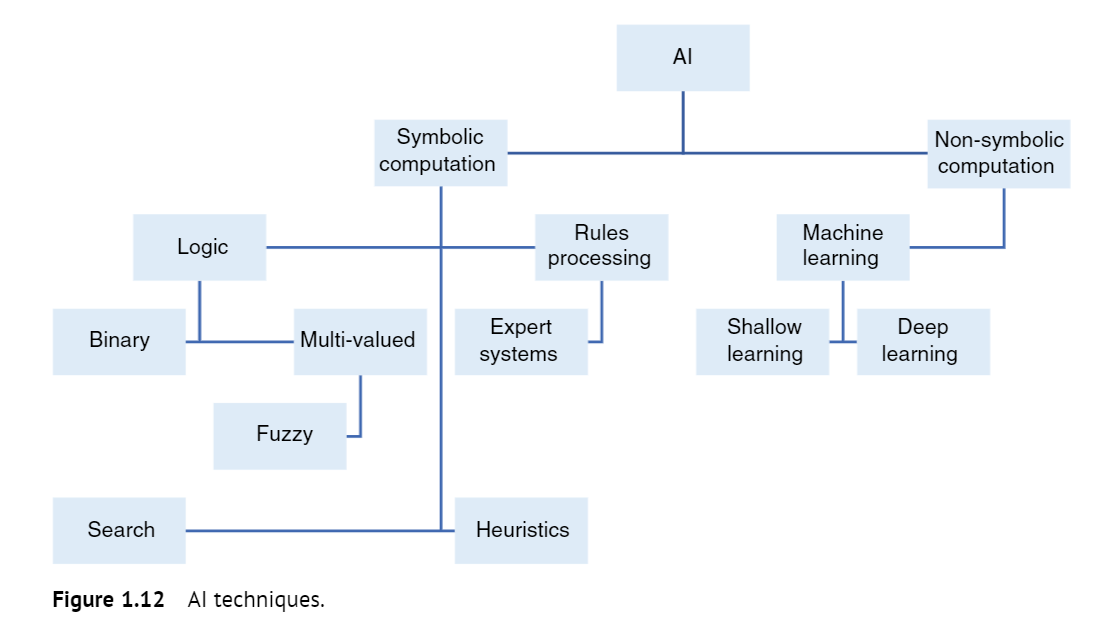 AI
Symbolic
computation
Non-symbolic
computation
Logic
Rules
processing
Machine
learning
Binary
Multi-valued
Expert
systems
Shallow
learning
Deep
learning
Fuzzy
Search
Heuristics
Figure 1.12 AI techniques.